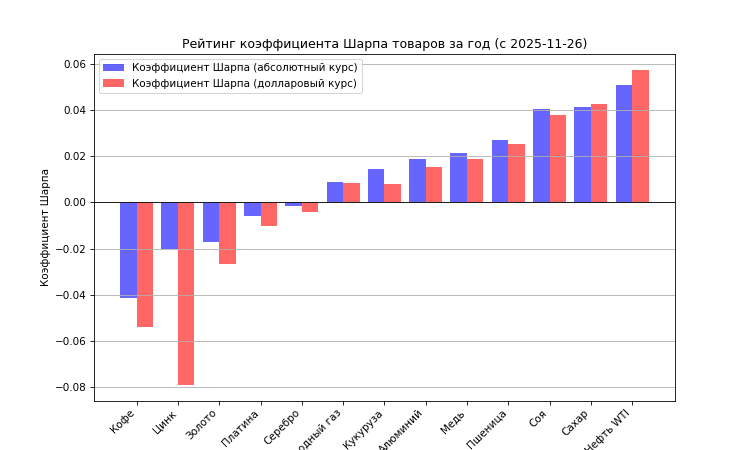 Рейтинг коэффициента Шарпа товаров за год (с 2025-11-26)
Коэффициент Шарпа (абсолютный курс)
Коэффициент Шарпа (долларовый курс)
Коэффициент Шарпа
0.06
0.04
0.02
0.00
−0.02
−0.04
−0.06
−0.08
Кофе
Цинк
Золото
Платина
Серебро
газ
Кукуруза
Алюминий
Медь
Пшеница
Соя
Сахар
Нефть WTI